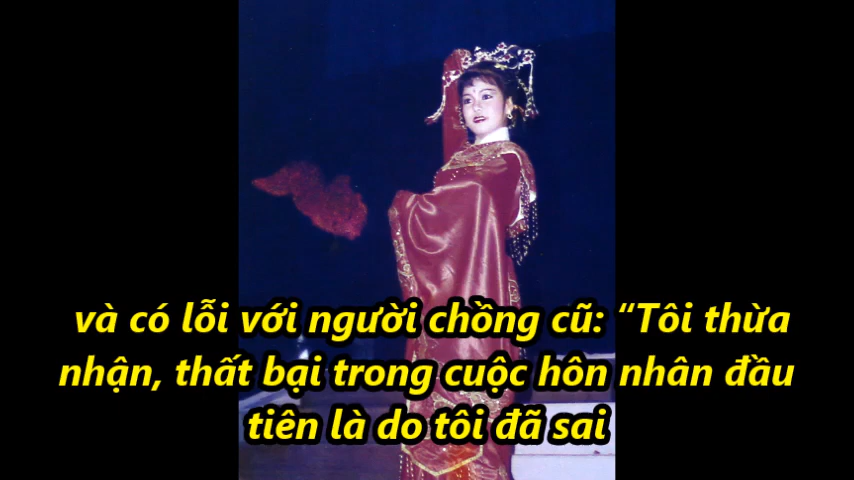 và có lỗi với người chồng cũ: “Tôi thừa
nhận, thất bại trong cuộc hôn nhân đầu
tiên là do tôi đã sai